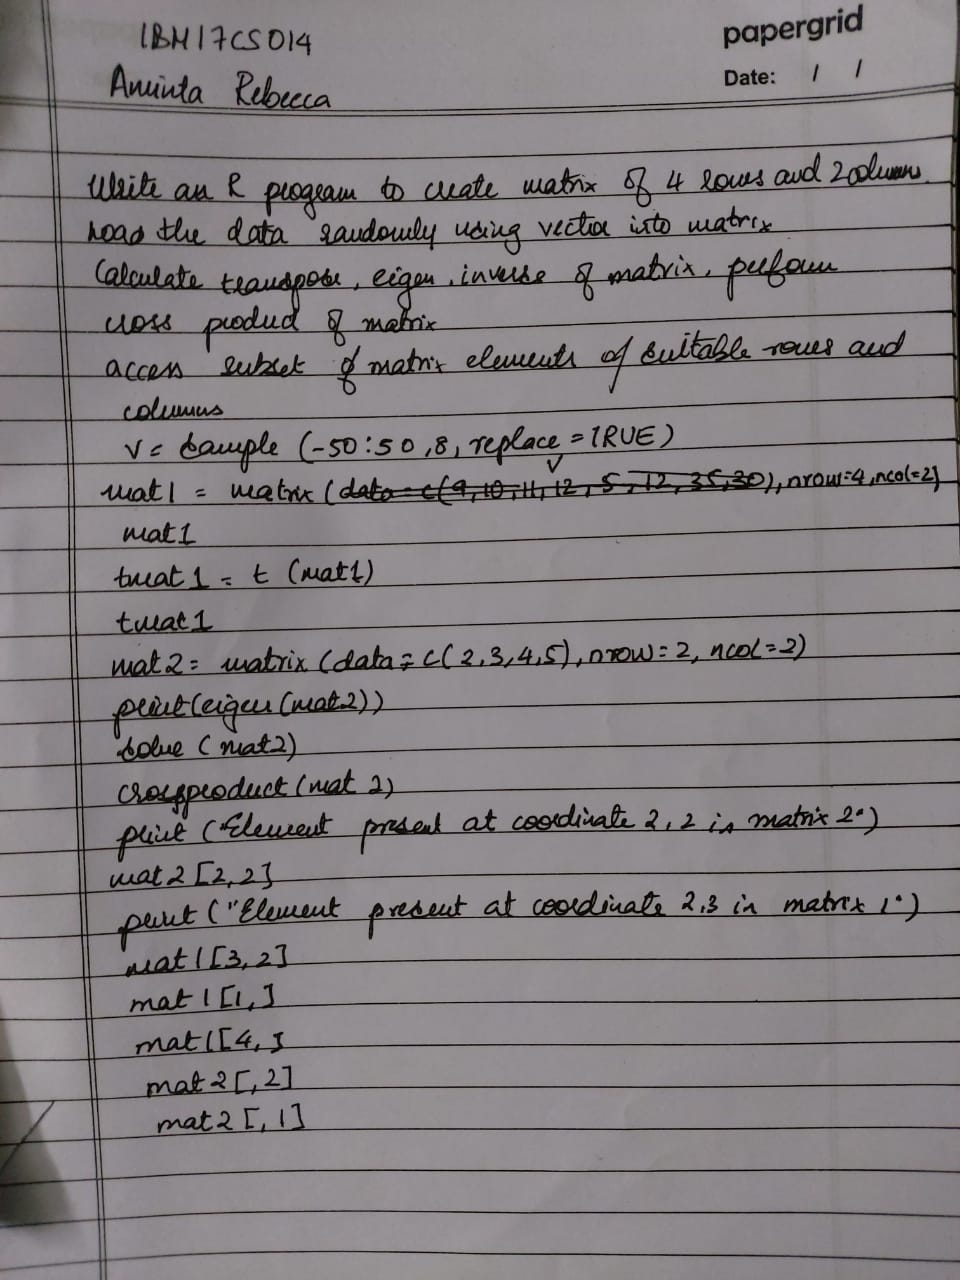 1BM17CS014
papergrid
Date: / /
Aminta Rebecca
Write an R program to create matrix of 4 rows and 2 columns
Load the data randomly using vector into matrix
Calculate transpose, eigen, inverse of matrix, perform
cross product of matrix
access subset of matrix elements of suitable rows and
columns
v = sample (-50:50,8, replace = TRUE)
mat1 = matrix (data = c(9,10,11,12,5,12,35,30) v, nrow=4, ncol=2)
mat1
tmat1 = t (mat1)
tmat1
mat2 = matrix (data = c(2,3,4,5), nrow=2, ncol=2)
print(eigen(mat2))
solve (mat2)
crossproduct (mat 2)
print ("Element present at coordinate 2,2 in matrix 2")
mat2 [2,2]
print ("Element present at coordinate 2,3 in matrix 1")
mat1 [3,2]
mat1 [1,]
mat1 [4,]
mat2 [,2]
mat2 [,1]